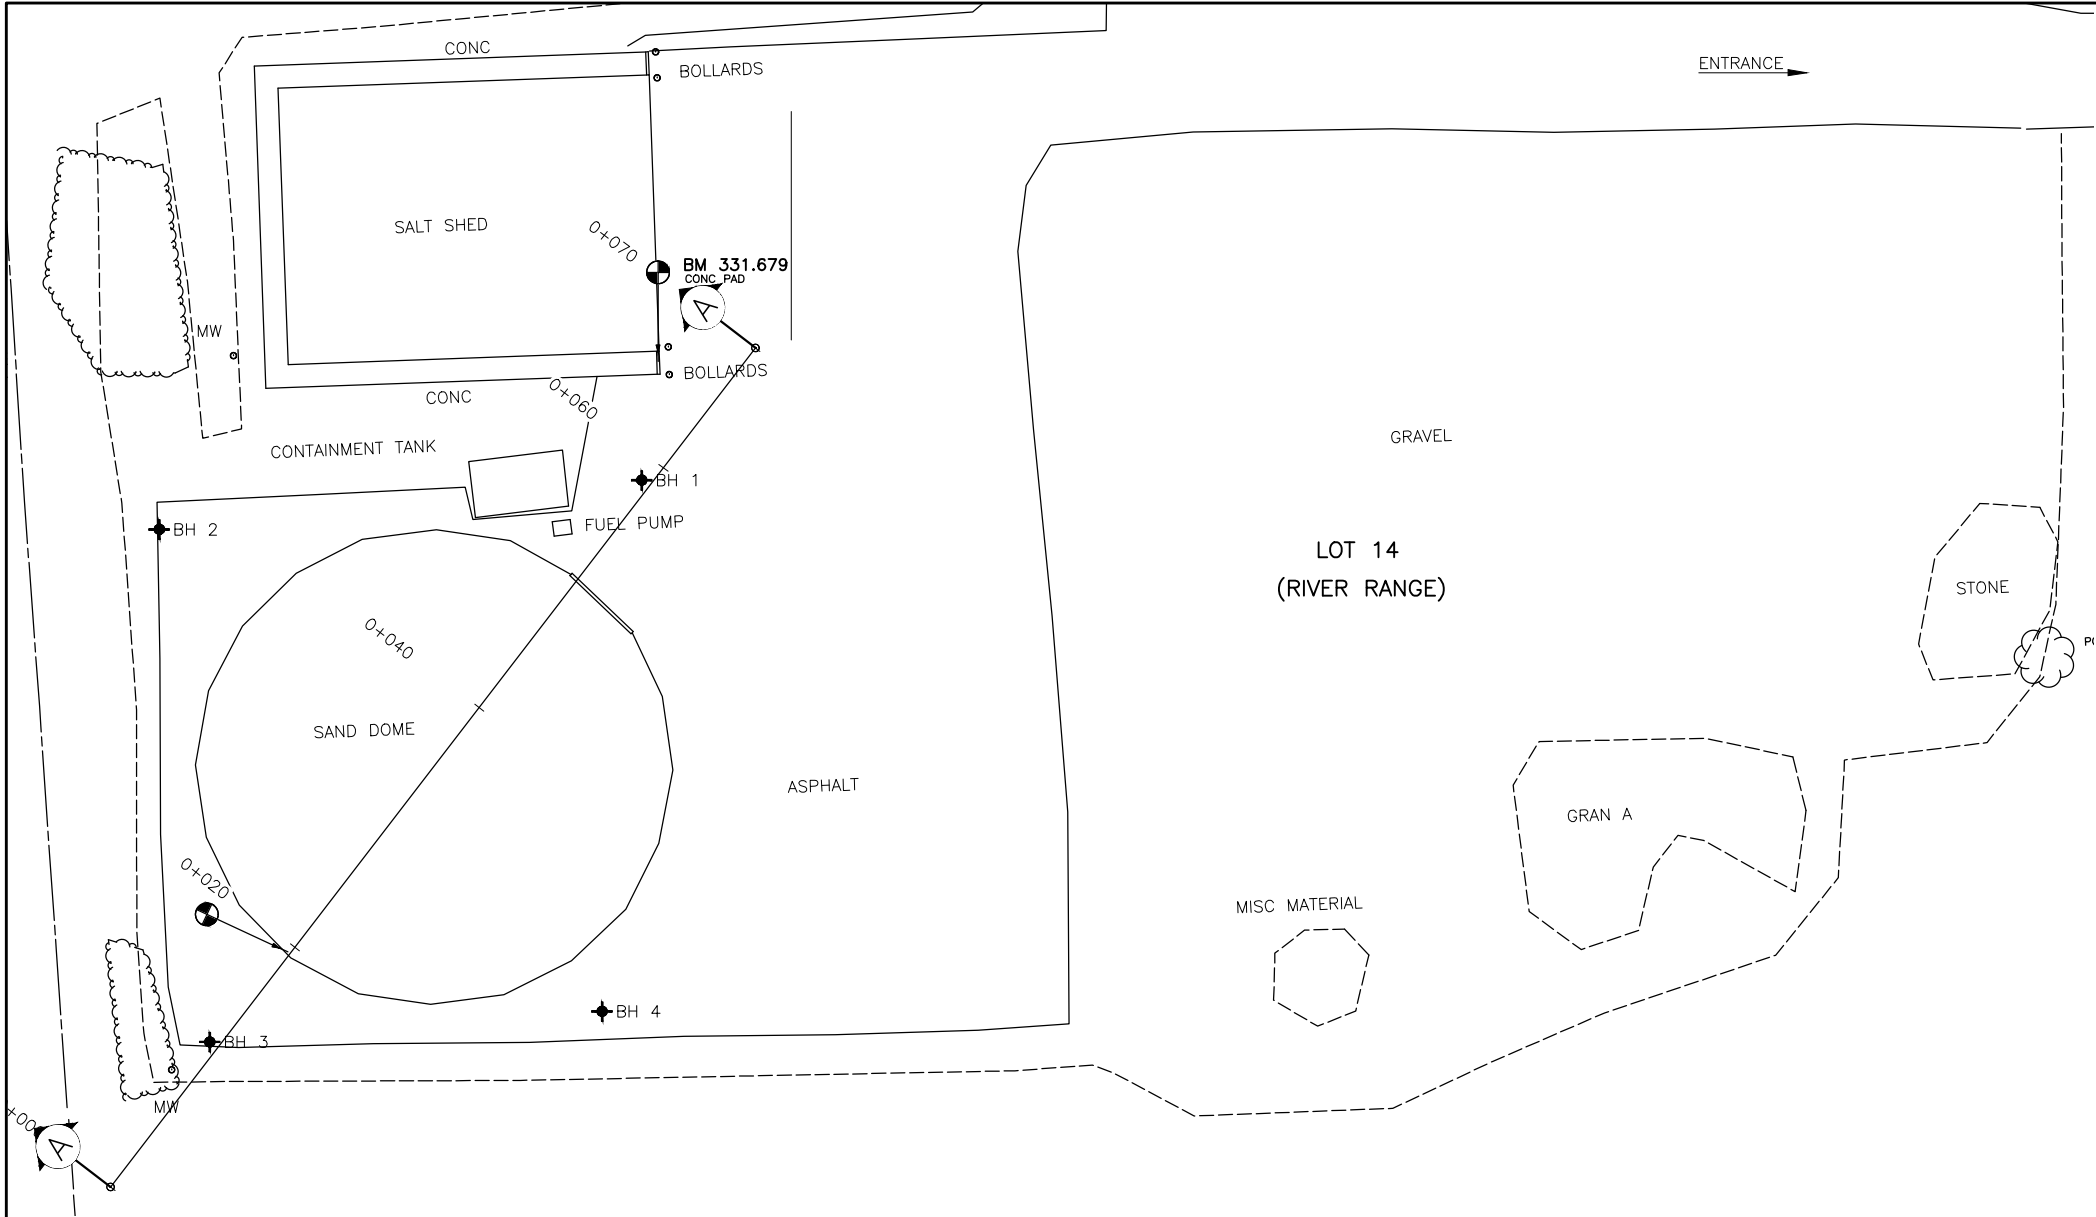 CONC
BOLLARDS
ENTRANCE
SALT SHED
0+070
BM 331.679
CONC PAD
A
MW
BOLLARDS
0+060
CONC
GRAVEL
CONTAINMENT TANK
BH 1
BH 2
FUEL PUMP
LOT 14
(RIVER RANGE)
STONE
0+040
SAND DOME
ASPHALT
GRAN A
0+020
MISC MATERIAL
BH 4
BH 3
MW
A